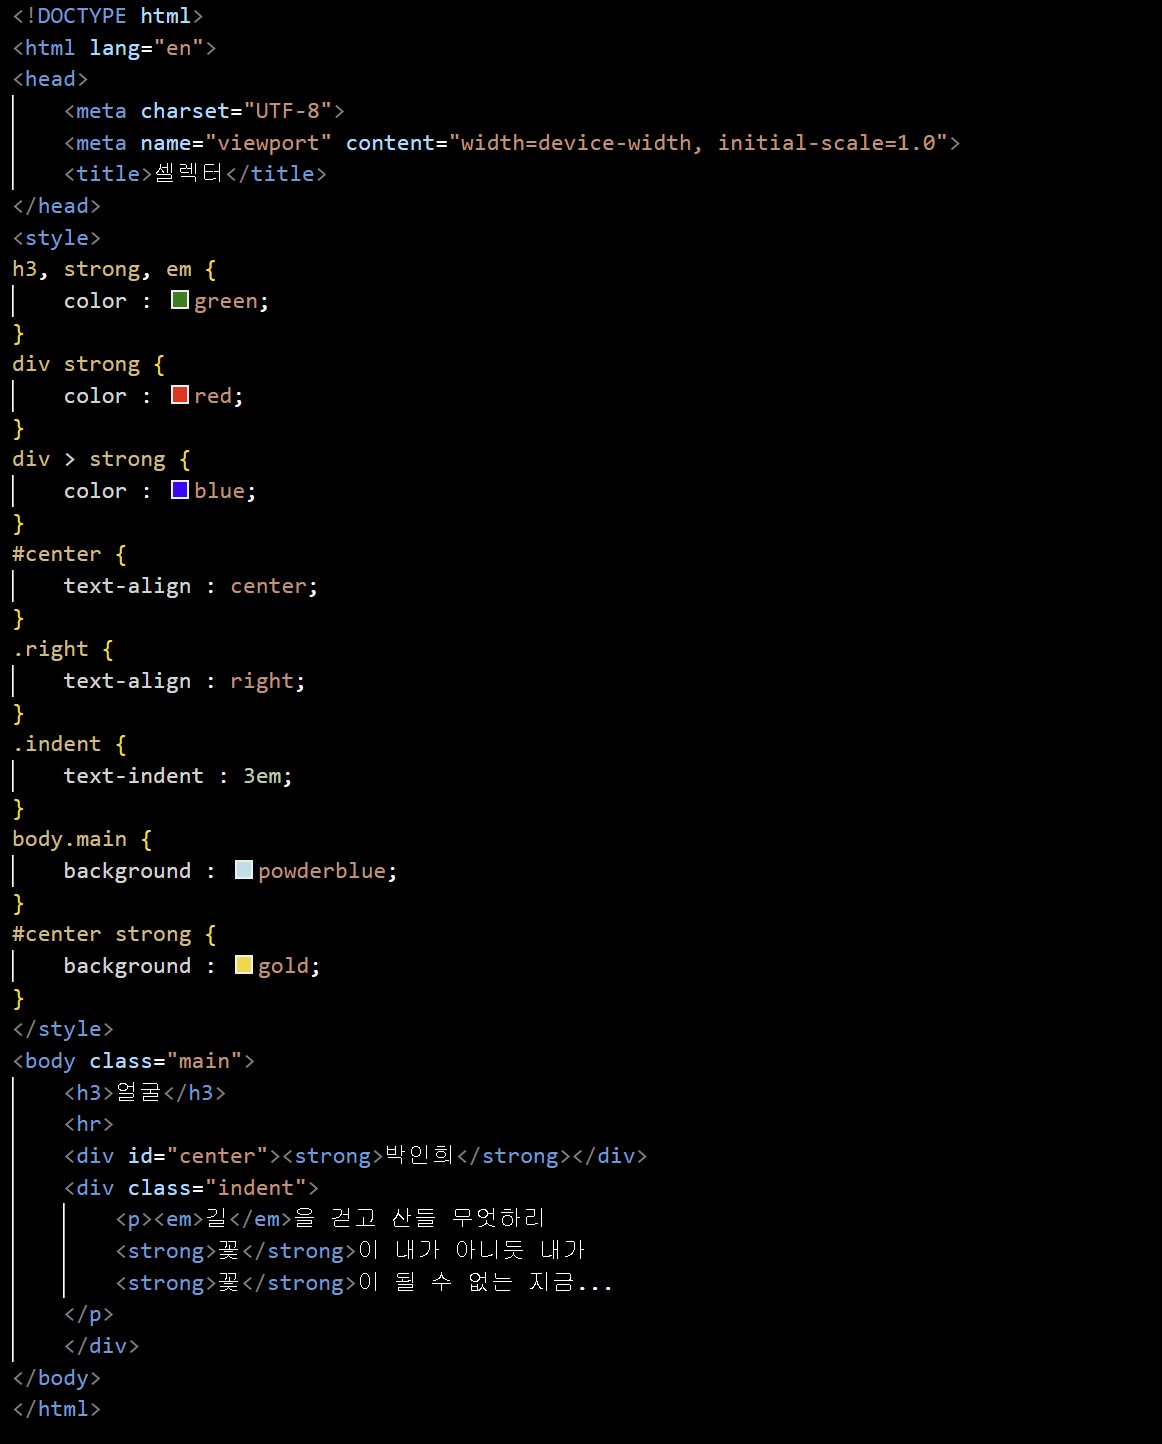 <!DOCTYPE html>
<html lang="en">
<head>
    <meta charset="UTF-8">
    <meta name="viewport" content="width=device-width, initial-scale=1.0">
    <title>셀렉터</title>
</head>
<style>
h3, strong, em {
    color : green;
}
div strong {
    color : red;
}
div > strong {
    color : blue;
}
#center {
    text-align : center;
}
.right {
    text-align : right;
}
.indent {
    text-indent : 3em;
}
body.main {
    background : powderblue;
}
#center strong {
    background : gold;
}
</style>
<body class="main">
    <h3>얼굴</h3>
    <hr>
    <div id="center"><strong>박인희</strong></div>
    <div class="indent">
        <p><em>길</em>을 걷고 산들 무엇하리
        <strong>꽃</strong>이 내가 아니듯 내가
        <strong>꽃</strong>이 될 수 없는 지금...
    </p>
    </div>
</body>
</html>